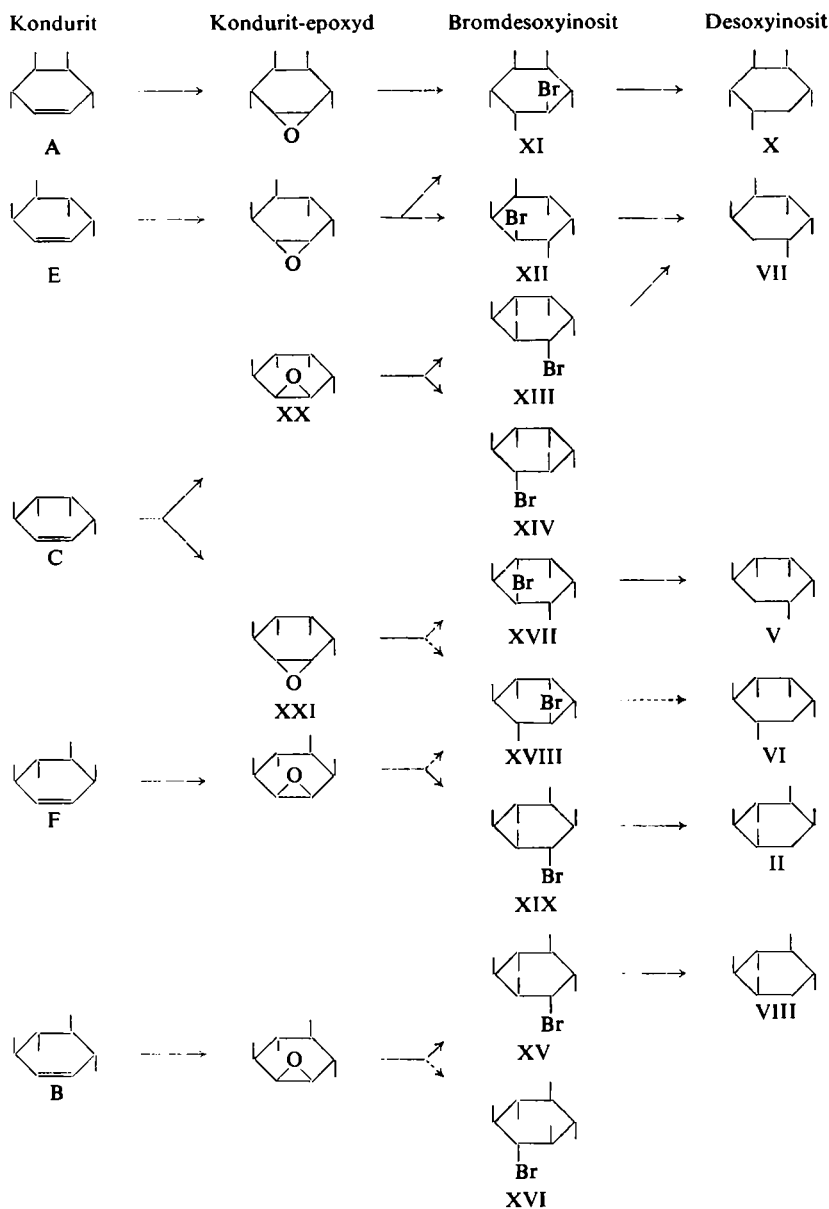 Kondurit Kondurit-epoxyd Bromdesoxyinosit Desoxyinosit
Br
O
A XI X
Br
O
E XII VII
O
Br
XX XIII
Br
C XIV
Br
XVII V
O
XXI Br
XVIII VI
O
F
Br II
XIX
Br VIII
O XV
B
Br
XVI